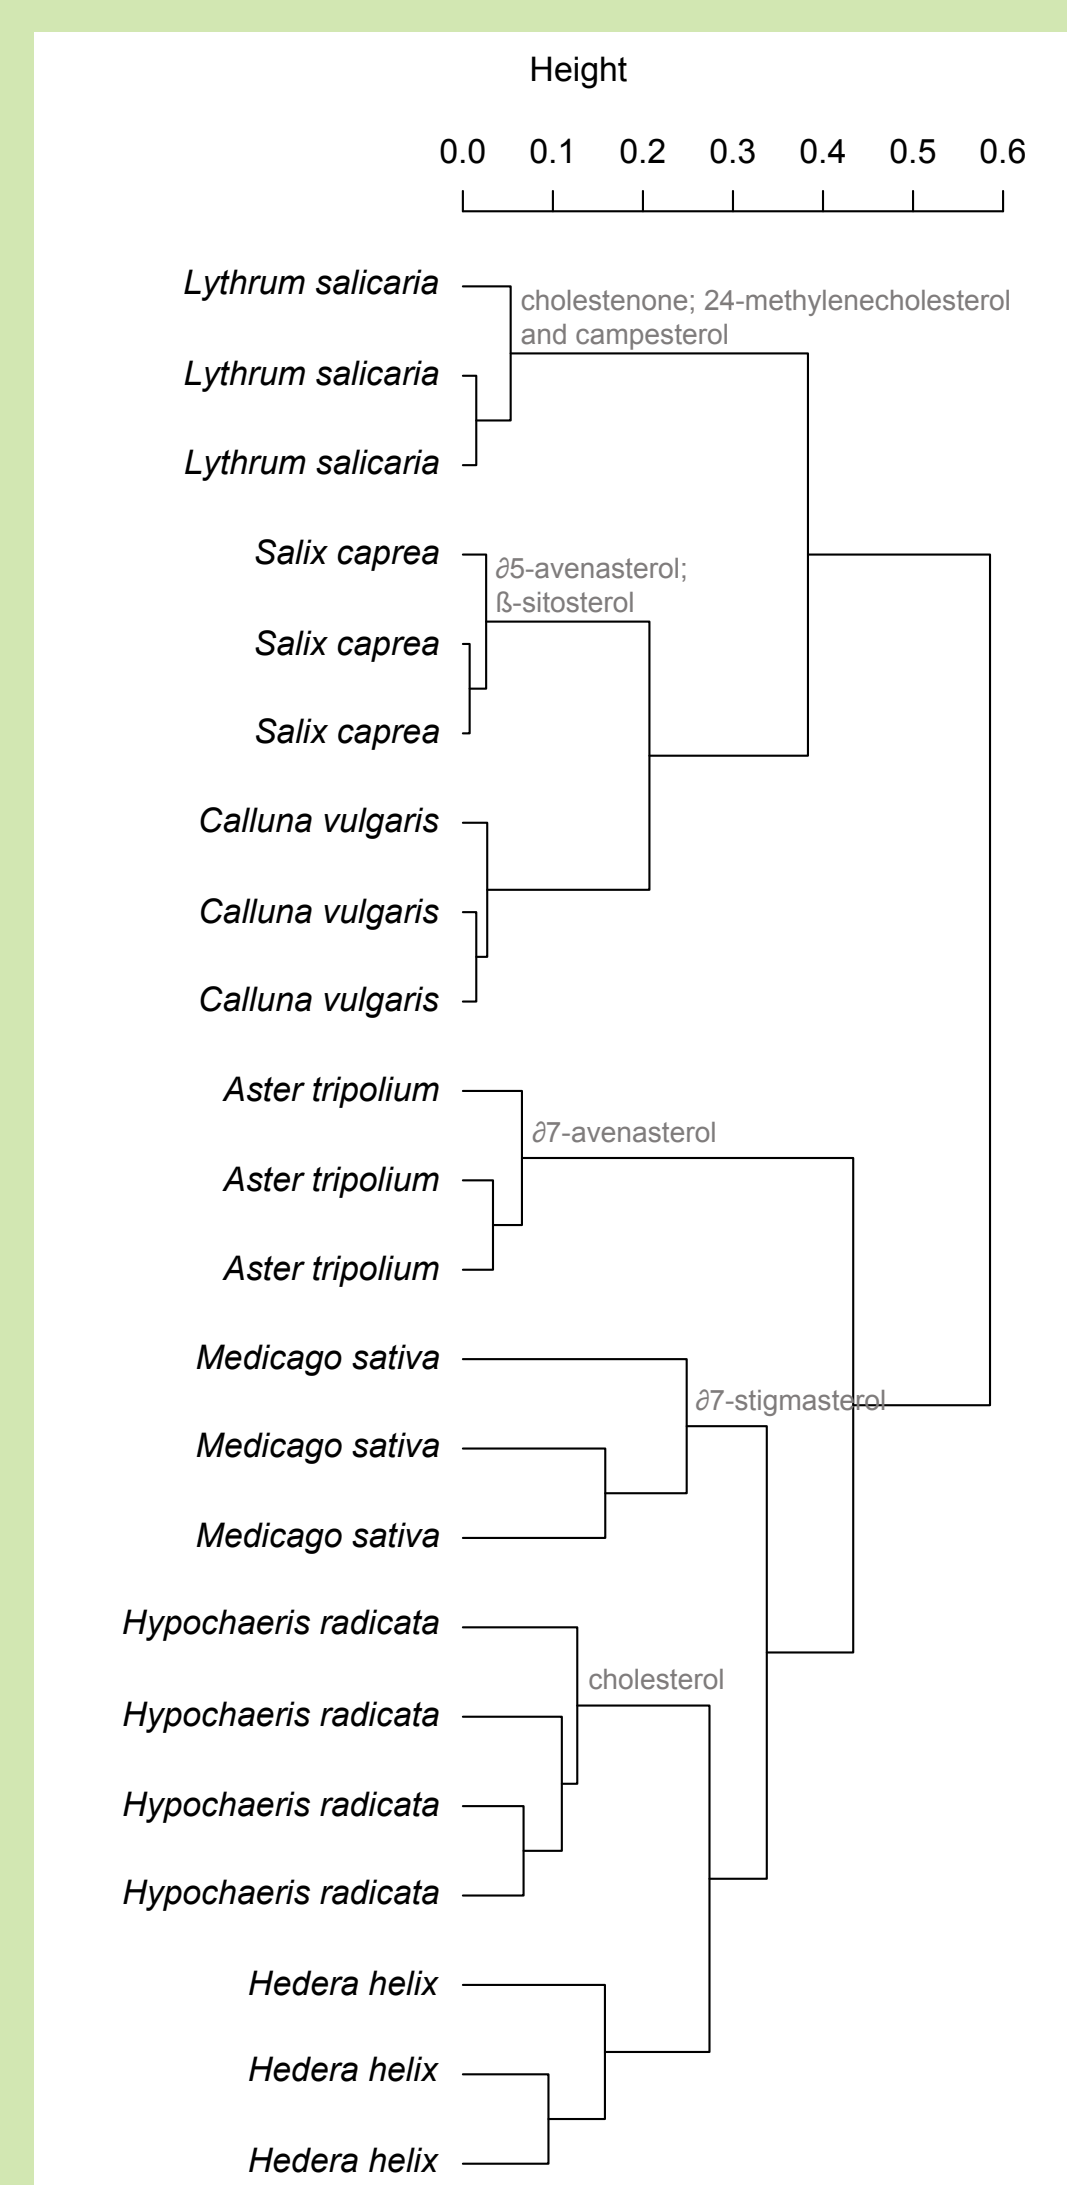 Height
0.0 0.1 0.2 0.3 0.4 0.5 0.6
Lythrum salicaria
cholestenone; 24-methylenecholesterol
and campesterol
Lythrum salicaria
Lythrum salicaria
Salix caprea
∂5-avenasterol;
ß-sitosterol
Salix caprea
Salix caprea
Calluna vulgaris
Calluna vulgaris
Calluna vulgaris
Aster tripolium
∂7-avenasterol
Aster tripolium
Aster tripolium
Medicago sativa
∂7-stigmasterol
Medicago sativa
Medicago sativa
Hypochaeris radicata
cholesterol
Hypochaeris radicata
Hypochaeris radicata
Hypochaeris radicata
Hedera helix
Hedera helix
Hedera helix